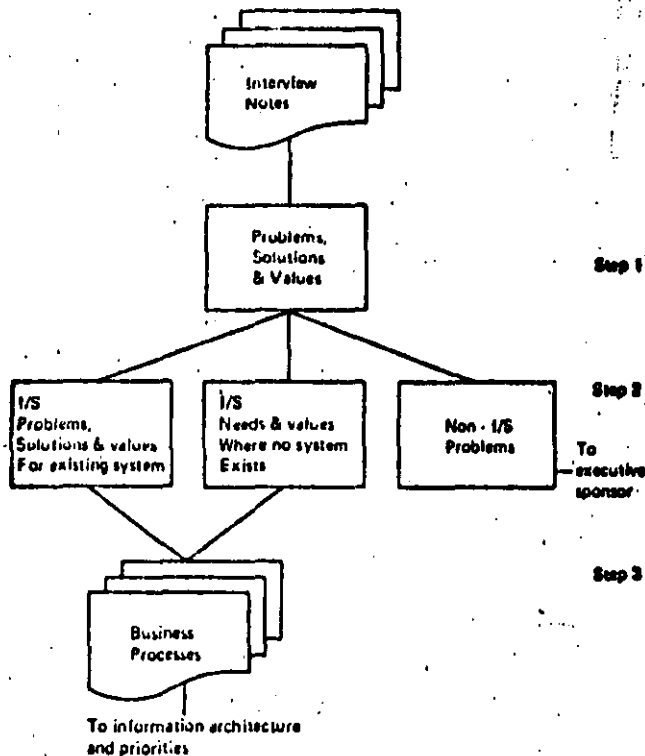 Interview
Notes
Problems,
Solutions
& Values
Step 1
I/S
Problems,
Solutions & values
For existing system
I/S
Needs & values
Where no system
Exists
Non - I/S
Problems
Step 2
To
executive
sponsor
Step 3
Business
Processes
To information architecture
and priorities